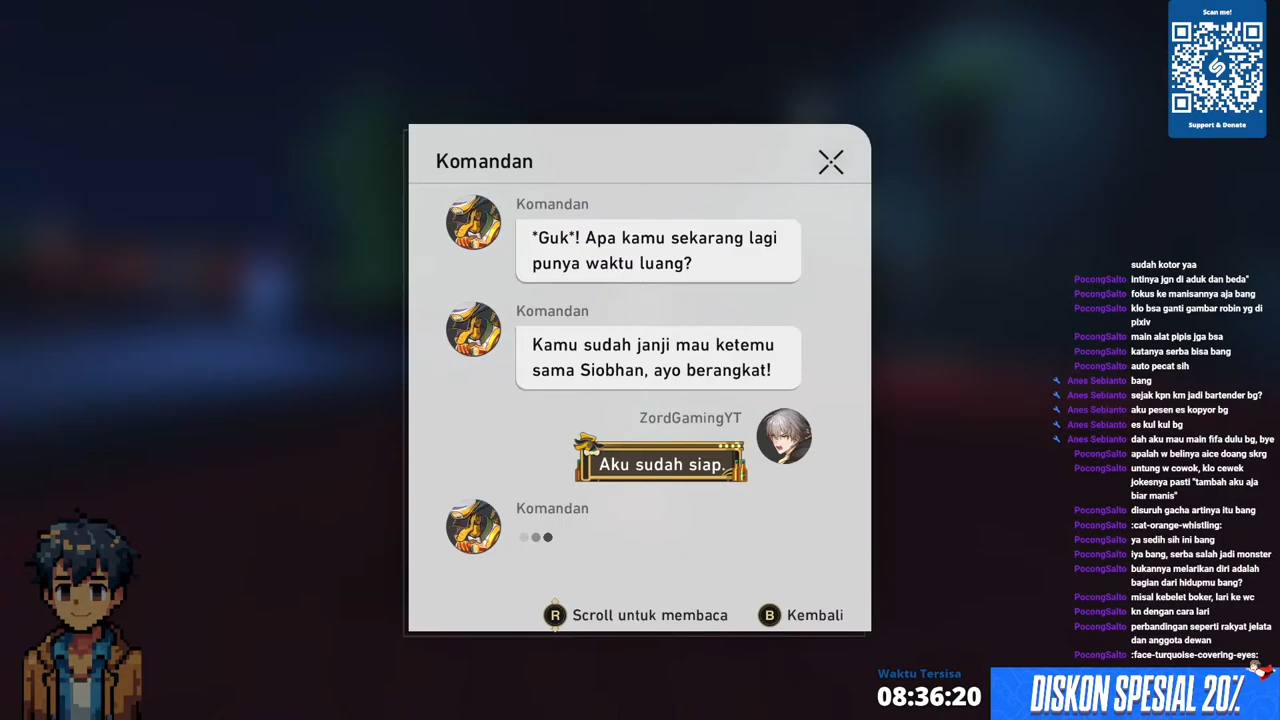 Scan me!
Support & Donate
Komandan
Komandan
*Guk*! Apa kamu sekarang lagi
punya waktu luang?
Komandan
Kamu sudah janji mau ketemu
sama Siobhan, ayo berangkat!
ZordGamingYT
Aku sudah siap.
Komandan
R Scroll untuk membaca
B Kembali
sudah kotor yaa
PocongSalto intinya jgn di aduk dan beda"
PocongSalto fokus ke manisannya aja bang
PocongSalto klo bsa ganti gambar robin yg di
pixiv
PocongSalto main alat pipis jga bsa
PocongSalto katanya serba bisa bang
PocongSalto auto pecat sih
Anes Sebianto bang
Anes Sebianto sejak kpn km jadi bartender bg?
Anes Sebianto aku pesen es kopyor bg
Anes Sebianto es kul kul bg
Anes Sebianto dah aku mau main fifa dulu bg, bye
PocongSalto apalah w belinya aice doang skrg
PocongSalto untung w cowok, klo cewek
jokesnya pasti "tambah aku aja
biar manis"
PocongSalto disuruh gacha artinya itu bang
PocongSalto :cat-orange-whistling:
PocongSalto ya sedih sih ini bang
PocongSalto iya bang, serba salah jadi monster
PocongSalto bukannya melarikan diri adalah
bagian dari hidupmu bang?
PocongSalto misal kebelet boker, lari ke wc
PocongSalto kn dengan cara lari
PocongSalto perbandingan seperti rakyat jelata
dan anggota dewan
PocongSalto :face-turquoise-covering-eyes:
Waktu Tersisa
08:36:20
DISKON SPESIAL 20%